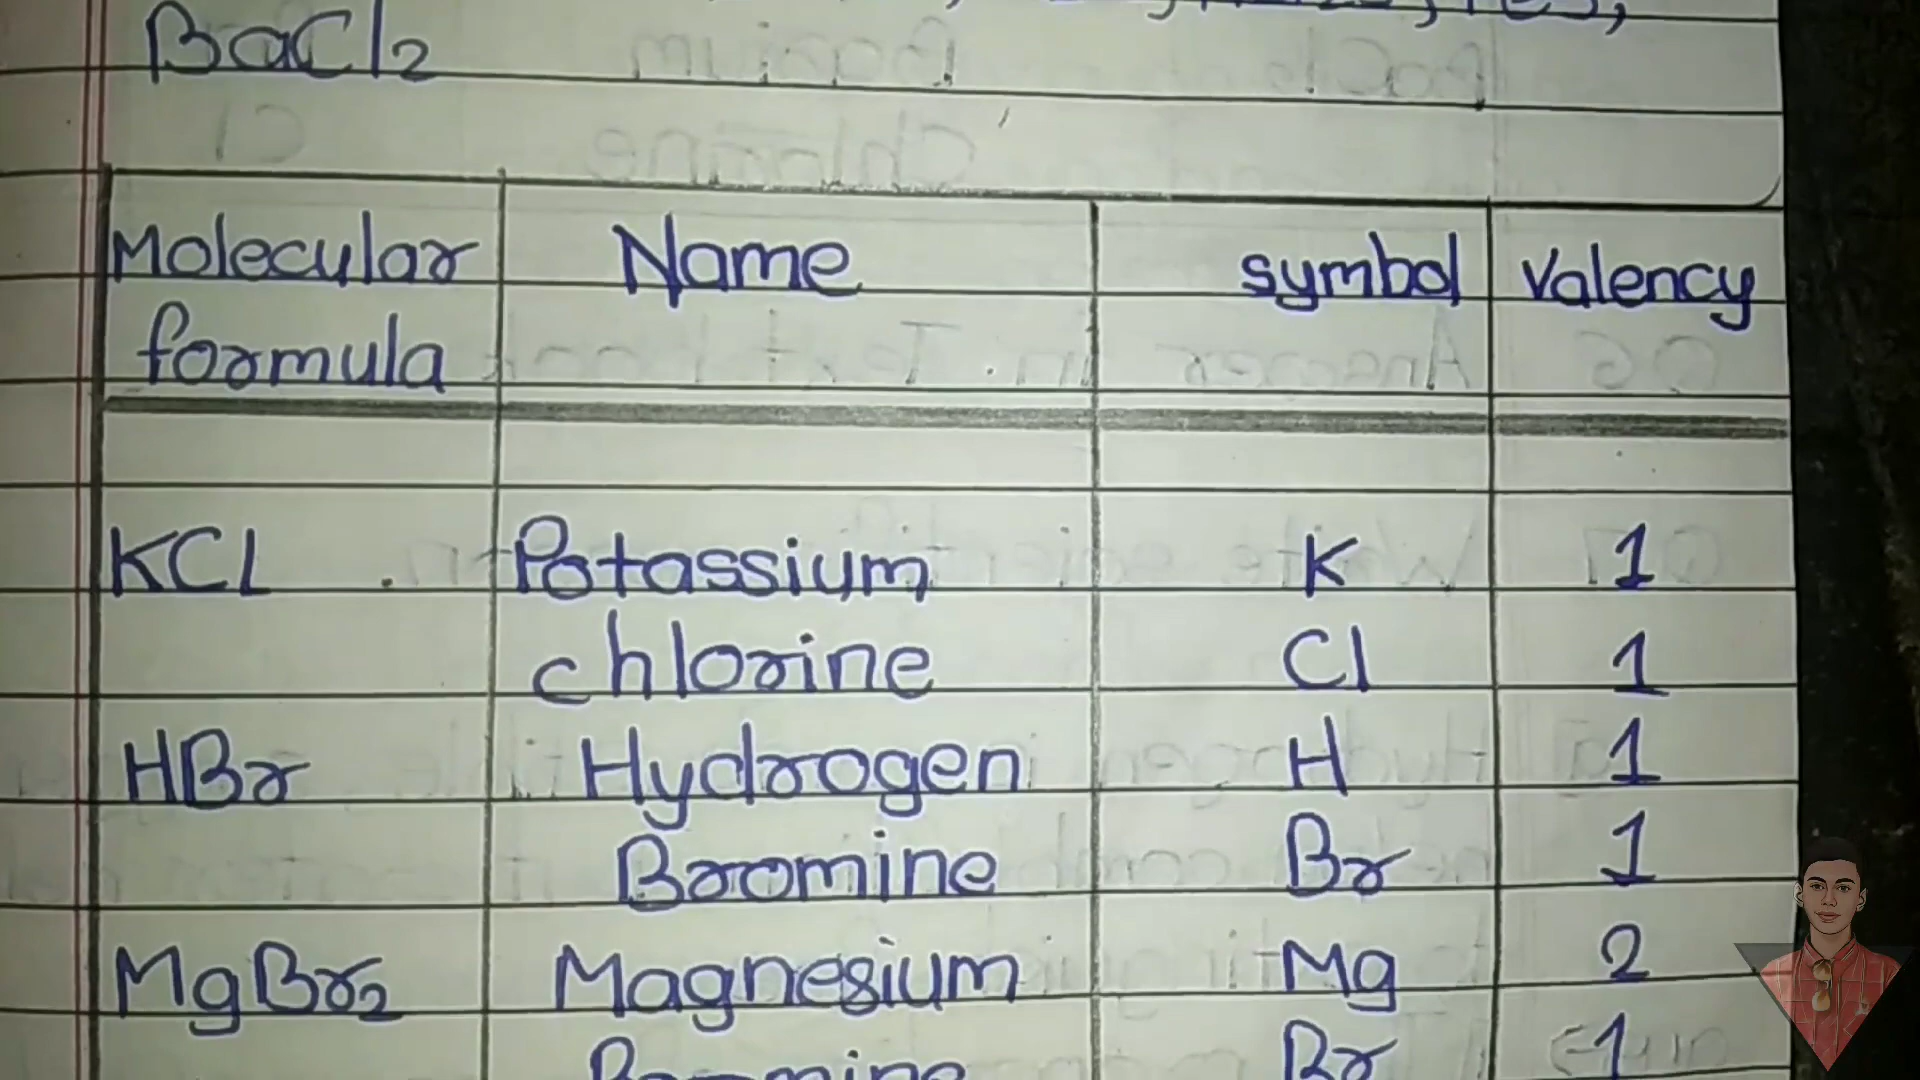 BaCl2
Molecular formula Name symbol Valency
KCl Potassium K 1
chlorine Cl 1
HBr Hydrogen H 1
Bromine Br 1
MgBr2 Magnesium Mg 2
Bromine Br 1